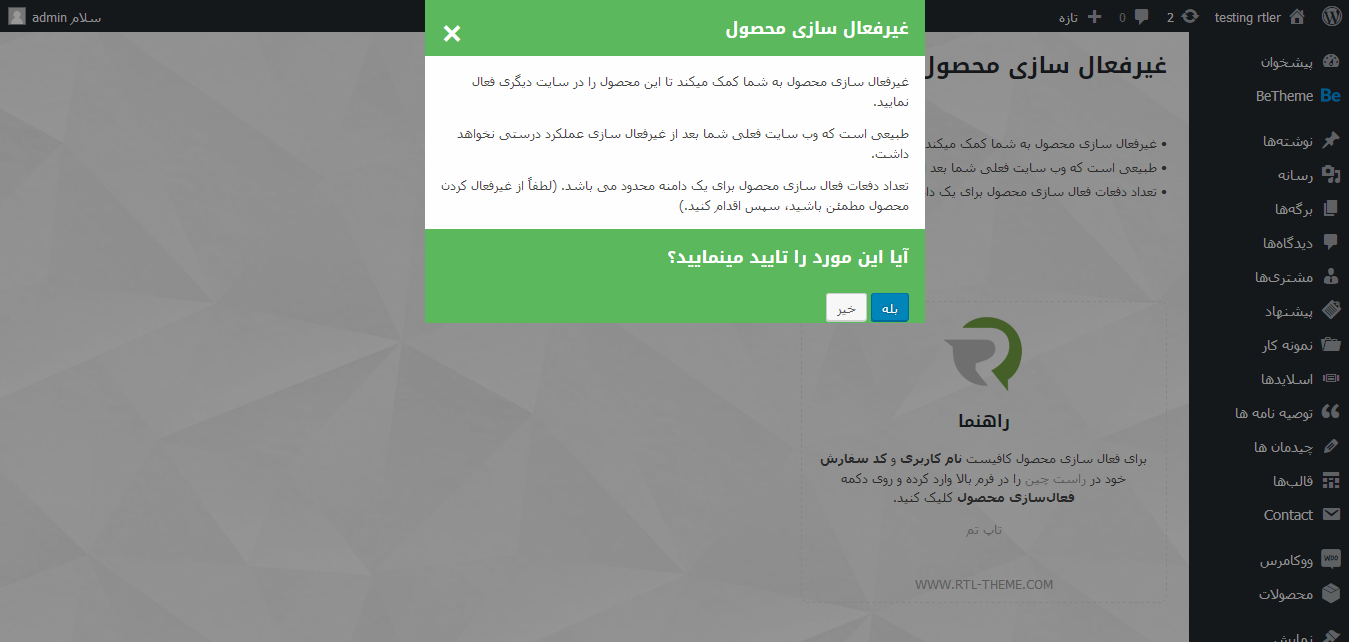 testing rtler
2
0
تازه
سلام admin
غیرفعال سازی محصول
غیرفعال سازی محصول به شما کمک میکند تا این محصول را در سایت دیگری فعال
نمایید.
طبیعی است که وب سایت فعلی شما بعد از غیرفعال سازی عملکرد درستی نخواهد
داشت.
تعداد دفعات فعال سازی محصول برای یک دامنه محدود می باشد. (لطفاً از غیرفعال کردن
محصول مطمئن باشید، سپس اقدام کنید.)
آیا این مورد را تایید مینمایید؟
بله
خیر
غیرفعال سازی محصول
• غیرفعال سازی محصول به شما کمک میکند
• طبیعی است که وب سایت فعلی شما بعد
• تعداد دفعات فعال سازی محصول برای یک
راهنما
برای فعال سازی محصول کافیست نام کاربری و کد سفارش
خود در راست چین را در فرم بالا وارد کرده و روی دکمه
فعال‌سازی محصول کلیک کنید.
تاپ تم
WWW.RTL-THEME.COM
پیشخوان
BeTheme
Be
نوشته‌ها
رسانه
برگه‌ها
دیدگاه‌ها
مشتری‌ها
پیشنهاد
نمونه کار
اسلایدها
توصیه نامه ها
چیدمان ها
قالب‌ها
Contact
ووکامرس
woo
محصولات
نمایش